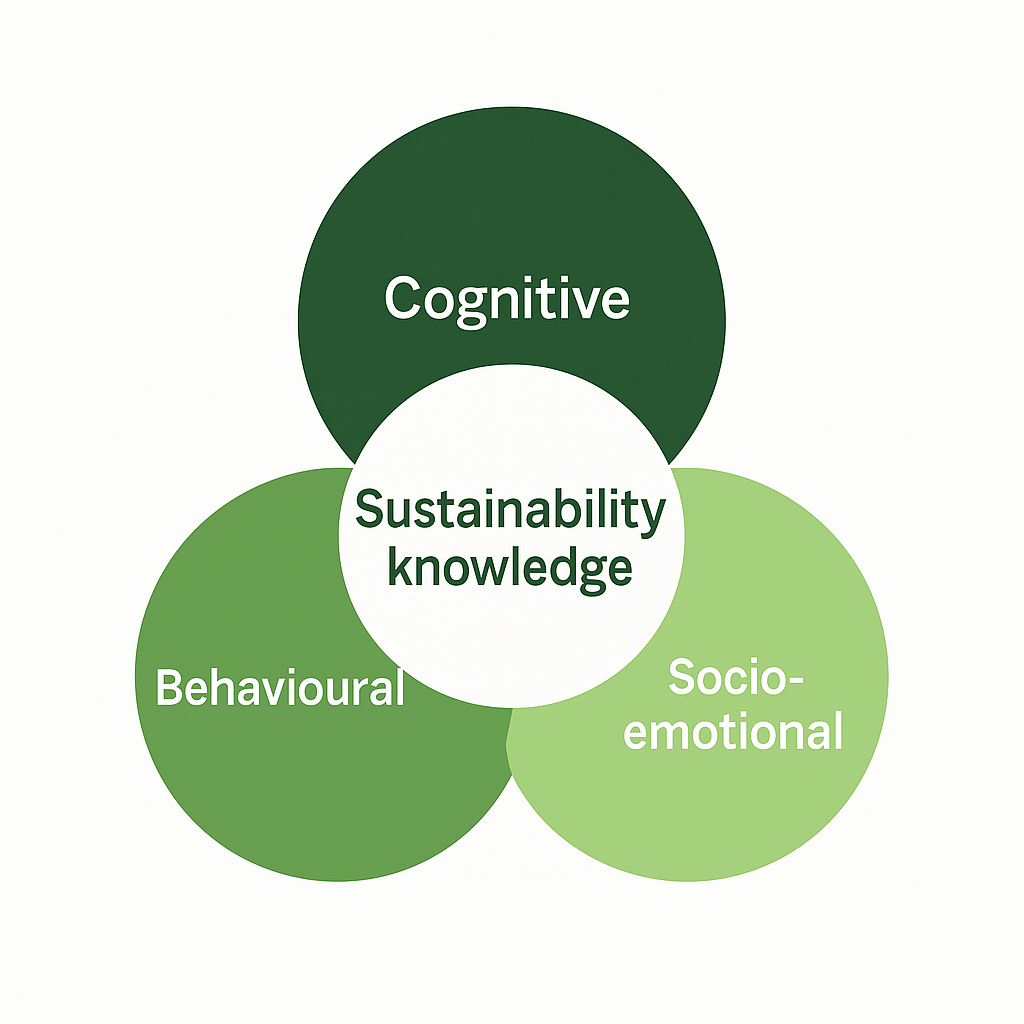 Cognitive
Sustainability
knowledge
Behavioural
Socio-
emotional